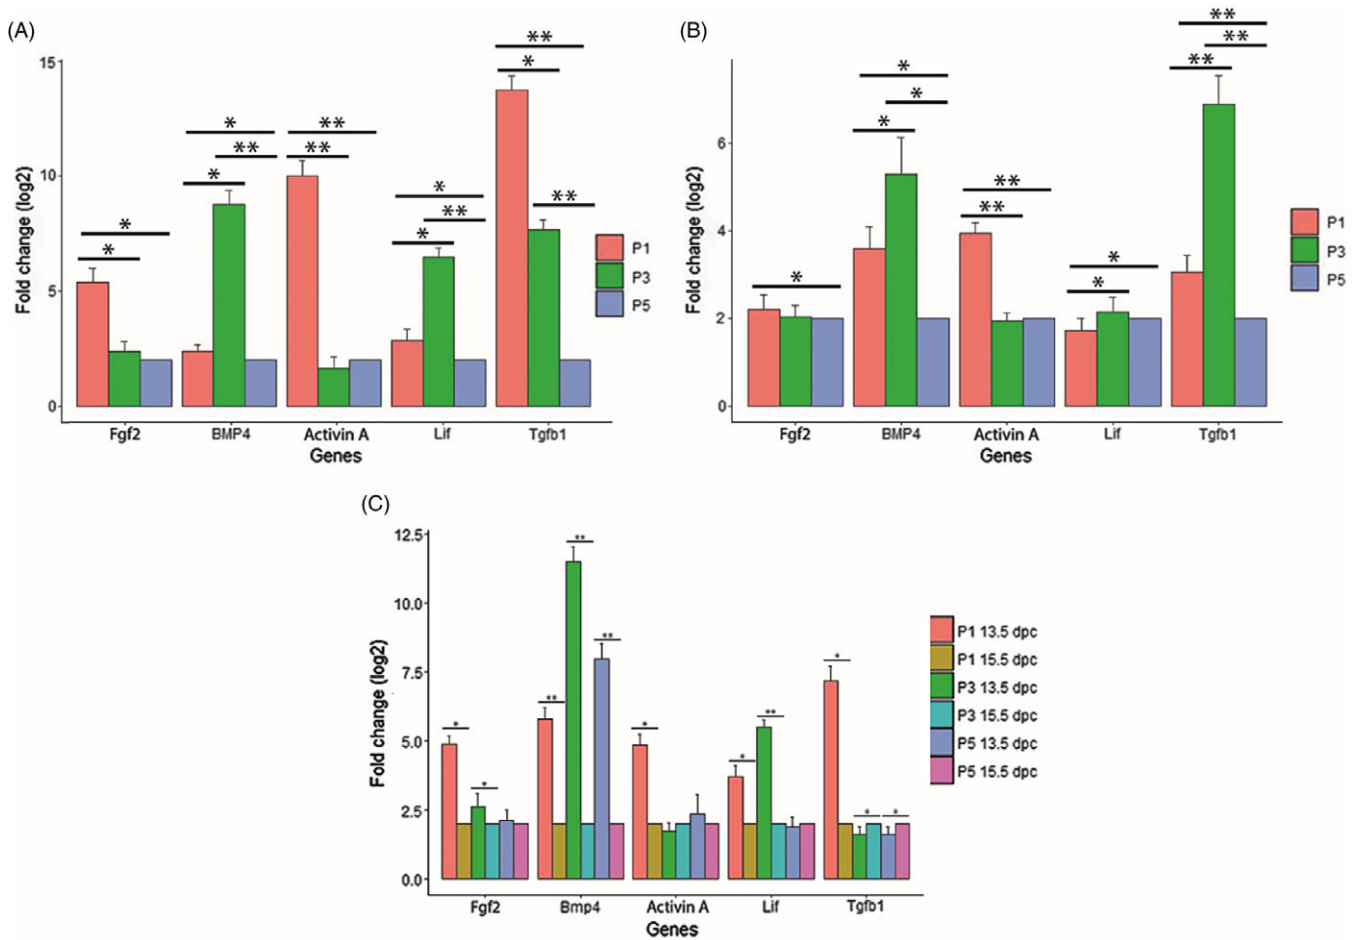 (A)
Fold change (log2)
15
10
5
0
* *
* ** *
** **
* ** *
** * **
Fgf2 BMP4 Activin A Lif Tgfb1
Genes
P1
P3
P5
(B)
Fold change (log2)
6
4
2
0
*
* * *
** **
* *
** ** **
Fgf2 BMP4 Activin A Lif Tgfb1
Genes
P1
P3
P5
(C)
Fold change (log2)
12.5
10.0
7.5
5.0
2.5
0.0
* *
** ** **
*
* **
* * *
Fgf2 Bmp4 Activin A Lif Tgfb1
Genes
P1 13.5 dpc
P1 15.5 dpc
P3 13.5 dpc
P3 15.5 dpc
P5 13.5 dpc
P5 15.5 dpc